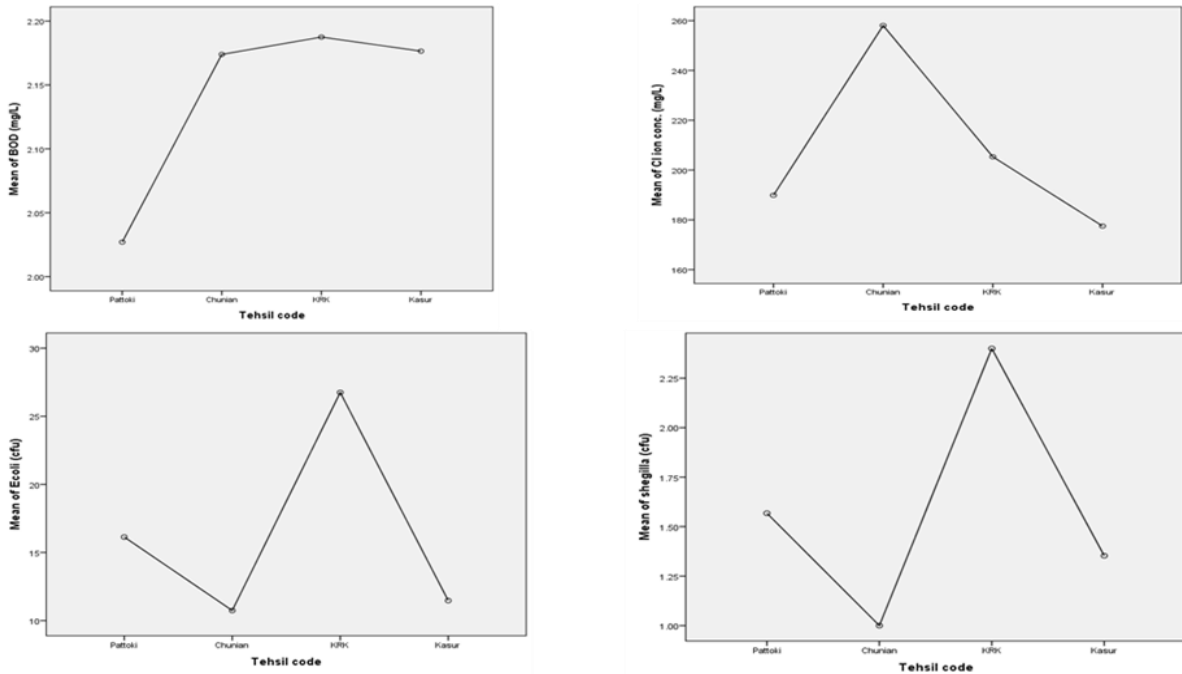 Mean of BOD (mg/L)
2.20
2.15
2.10
2.05
2.00
Pattoki Chunian KRK Kasur
Tehsil code
Mean of Cl ion conc. (mg/L)
260
240
220
200
180
160
Pattoki Chunian KRK Kasur
Tehsil code
Mean of Ecoli (cfu)
30
25
20
15
10
Pattoki Chunian KRK Kasur
Tehsil code
Mean of shegilla (cfu)
2.25
2.00
1.75
1.50
1.25
1.00
Pattoki Chunian KRK Kasur
Tehsil code